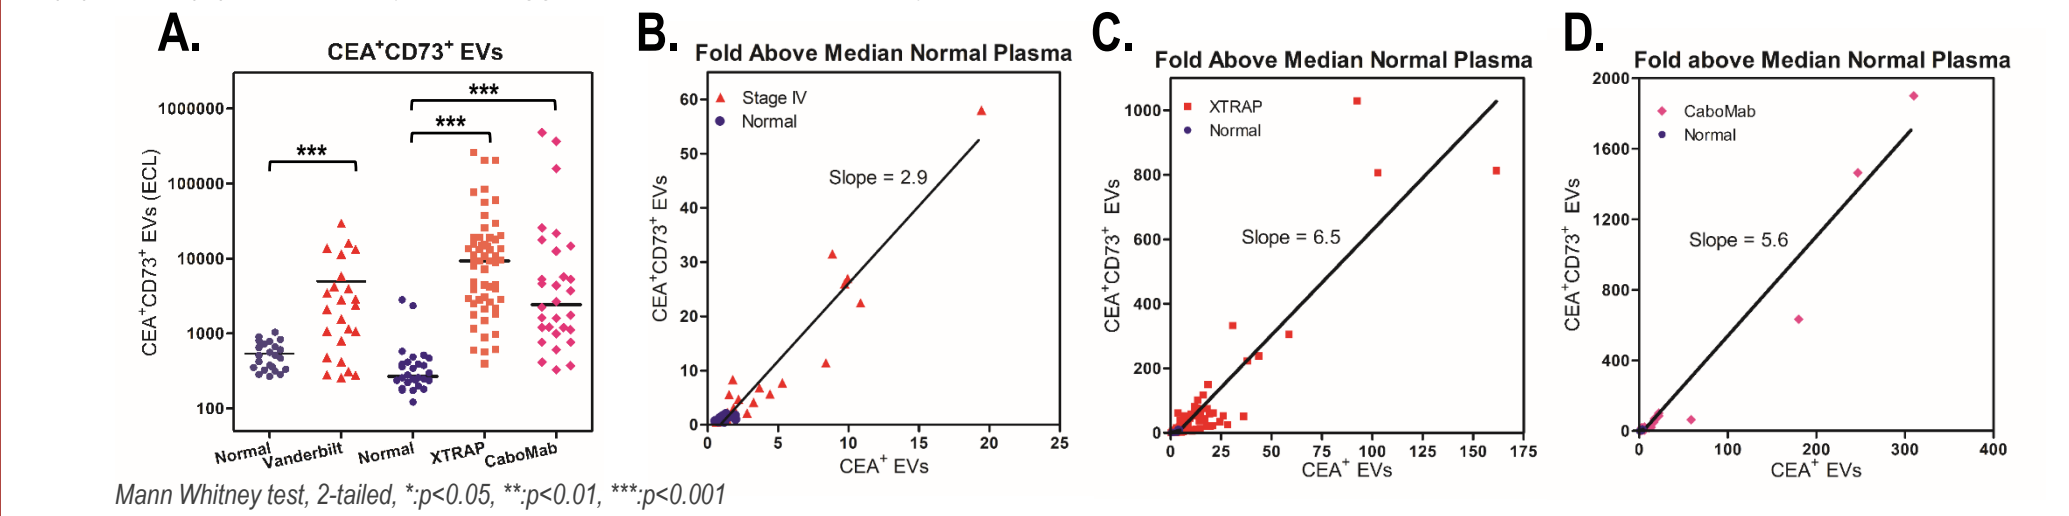 A.
CEA+CD73+ EVs
CEA+CD73+ EVs (ECL)
1000000
100000
10000
1000
100
***
***
***
Normal
Vanderbilt
Normal
XTRAP
CaboMab
B.
Fold Above Median Normal Plasma
CEA+CD73+ EVs
60
50
40
30
20
10
0
Stage IV
Normal
Slope = 2.9
0 5 10 15 20 25
CEA+ EVs
C.
Fold Above Median Normal Plasma
CEA+CD73+ EVs
1000
800
600
400
200
0
XTRAP
Normal
Slope = 6.5
0 25 50 75 100 125 150 175
CEA+ EVs
D.
Fold above Median Normal Plasma
CEA+CD73+ EVs
2000
1600
1200
800
400
0
CaboMab
Normal
Slope = 5.6
0 100 200 300 400
CEA+ EVs
Mann Whitney test, 2-tailed, *:p<0.05, **:p<0.01, ***:p<0.001